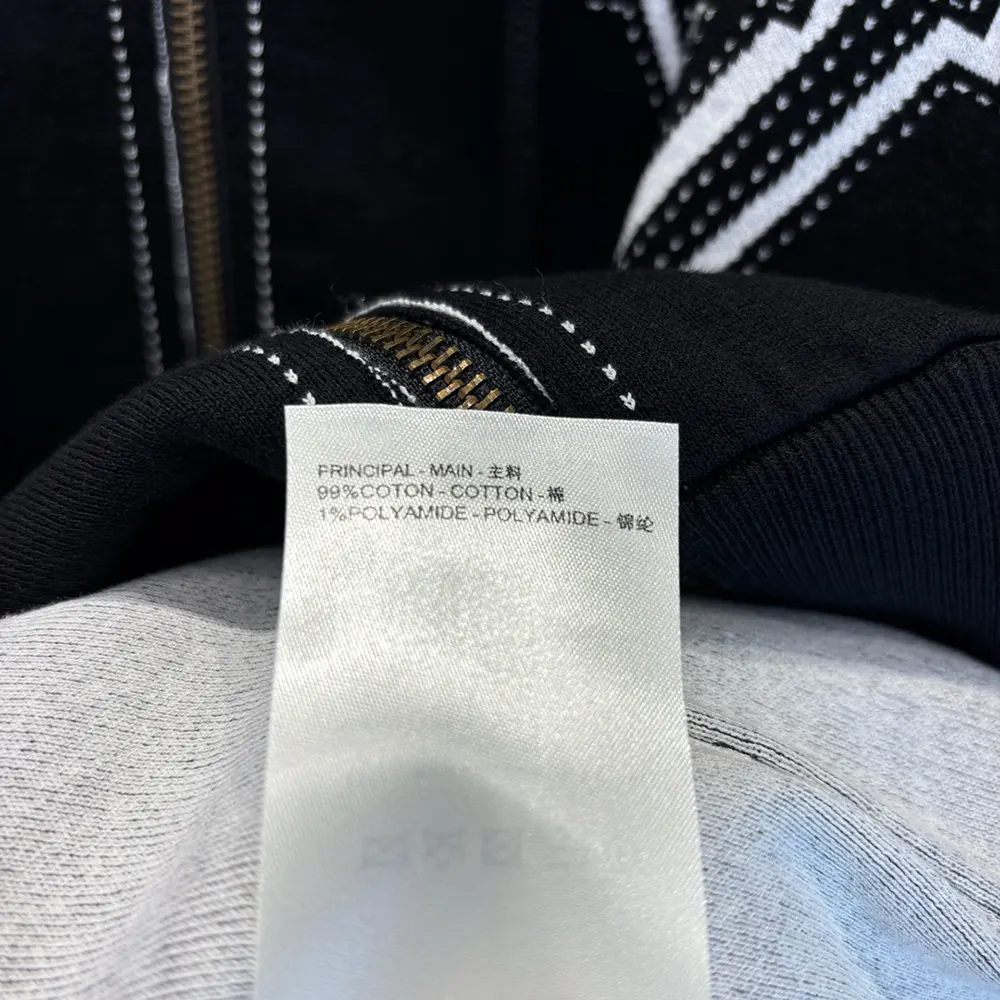 PRINCIPAL - MAIN - 主料
99%COTON - COTTON - 棉
1%POLYAMIDE - POLYAMIDE - 锦纶